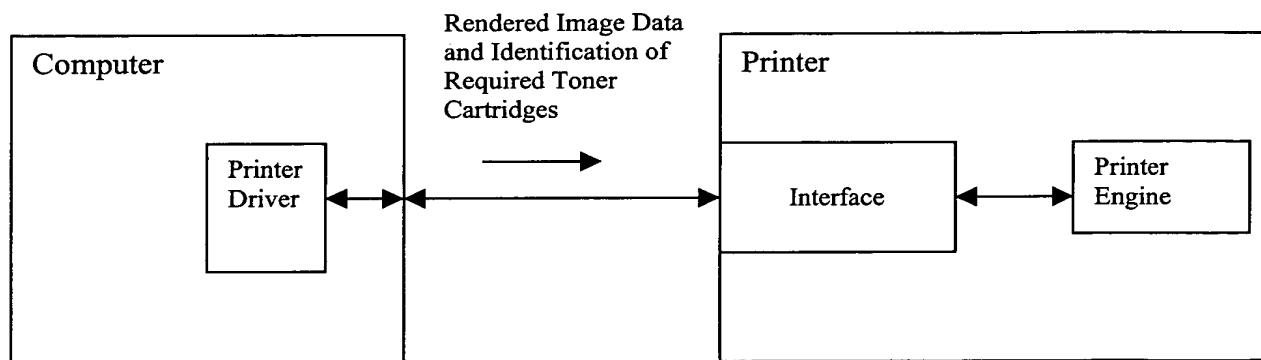 Computer
Rendered Image Data
and Identification of
Required Toner
Cartridges
Printer
Printer
Driver
Interface
Printer
Engine